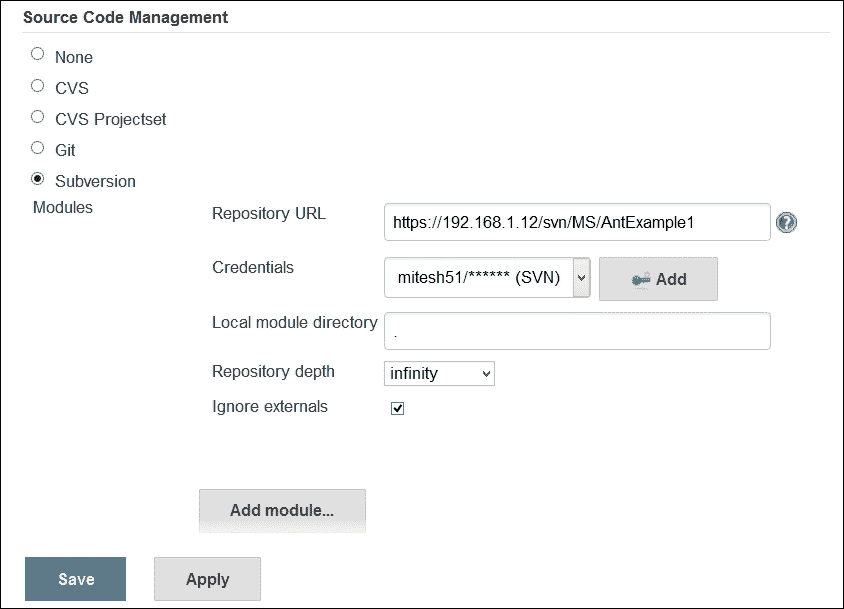 Source Code Management
None
CVS
CVS Projectset
Git
Subversion
Modules
Repository URL
https://192.168.1.12/svn/MS/AntExample1
?
Credentials
mitesh51/****** (SVN)
Add
Local module directory
.
Repository depth
infinity
Ignore externals
Add module...
Save
Apply